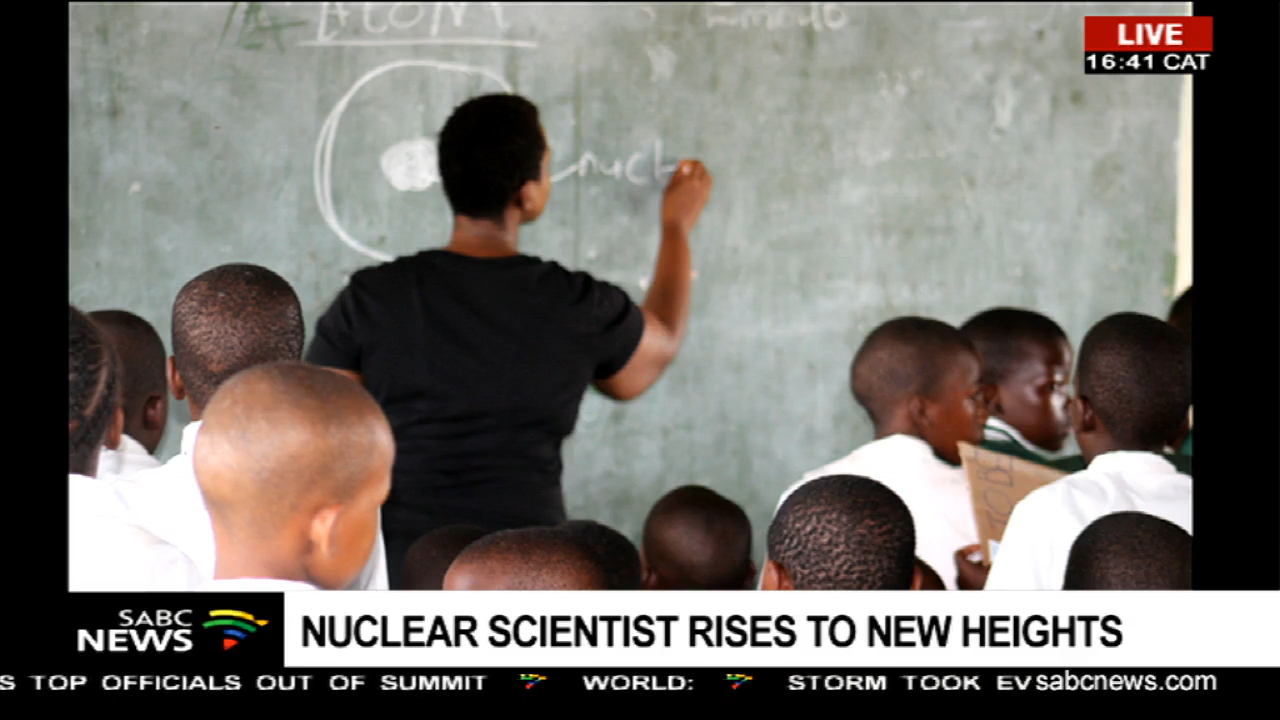 ATOM
LIVE
16:41 CAT
nucl
SABC
NEWS
NUCLEAR SCIENTIST RISES TO NEW HEIGHTS
S TOP OFFICIALS OUT OF SUMMIT WORLD: STORM TOOK EV
sabcnews.com